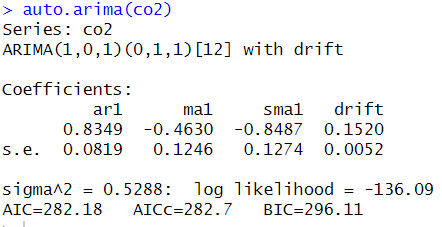 > auto.arima(co2)
Series: co2
ARIMA(1,0,1)(0,1,1)[12] with drift
Coefficients:
ar1 ma1 sma1 drift
0.8349 -0.4630 -0.8487 0.1520
s.e. 0.0819 0.1246 0.1274 0.0052
sigma^2 = 0.5288: log likelihood = -136.09
AIC=282.18 AICc=282.7 BIC=296.11